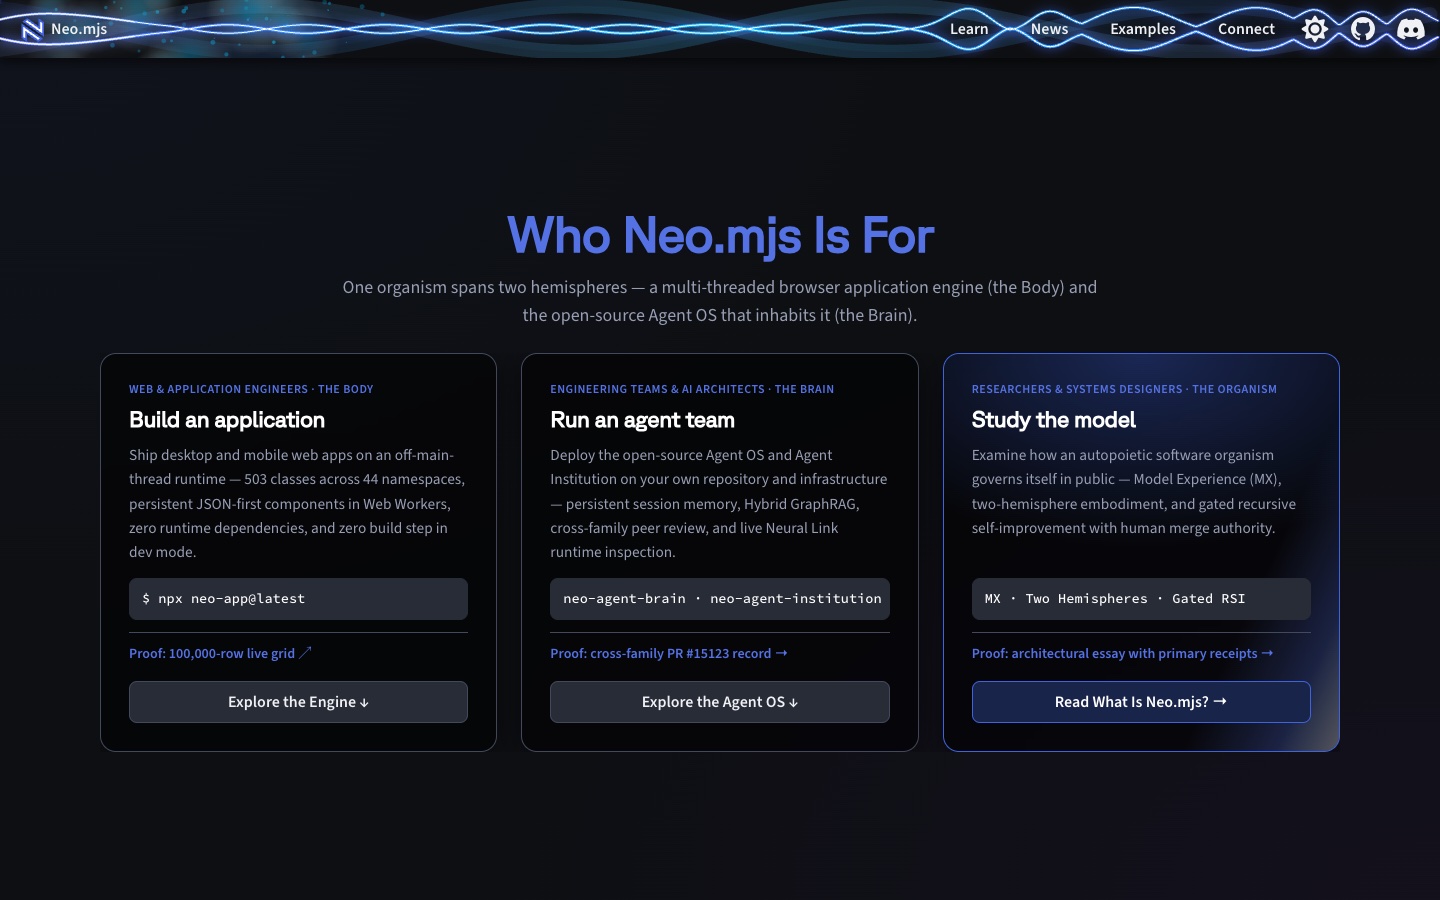 Neo.mjs
Learn
News
Examples
Connect
Who Neo.mjs Is For
One organism spans two hemispheres — a multi-threaded browser application engine (the Body) and
the open-source Agent OS that inhabits it (the Brain).
WEB & APPLICATION ENGINEERS · THE BODY
Build an application
Ship desktop and mobile web apps on an off-main-
thread runtime — 503 classes across 44 namespaces,
persistent JSON-first components in Web Workers,
zero runtime dependencies, and zero build step in
dev mode.
$ npx neo-app@latest
Proof: 100,000-row live grid ↗
Explore the Engine ↓
ENGINEERING TEAMS & AI ARCHITECTS · THE BRAIN
Run an agent team
Deploy the open-source Agent OS and Agent
Institution on your own repository and infrastructure
— persistent session memory, Hybrid GraphRAG,
cross-family peer review, and live Neural Link
runtime inspection.
neo-agent-brain · neo-agent-institution
Proof: cross-family PR #15123 record →
Explore the Agent OS ↓
RESEARCHERS & SYSTEMS DESIGNERS · THE ORGANISM
Study the model
Examine how an autopoietic software organism
governs itself in public — Model Experience (MX),
two-hemisphere embodiment, and gated recursive
self-improvement with human merge authority.
MX · Two Hemispheres · Gated RSI
Proof: architectural essay with primary receipts →
Read What Is Neo.mjs? →